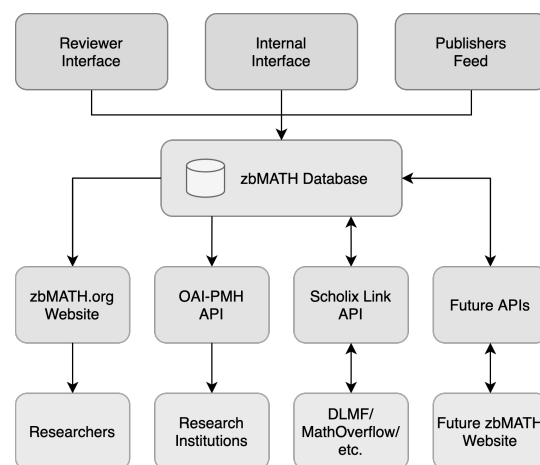 Reviewer
Interface
Internal
Interface
Publishers
Feed
zbMATH Database
zbMATH.org
Website
OAI-PMH
API
Scholix Link
API
Future APIs
Researchers
Research
Institutions
DLMF/
MathOverflow/
etc.
Future zbMATH
Website